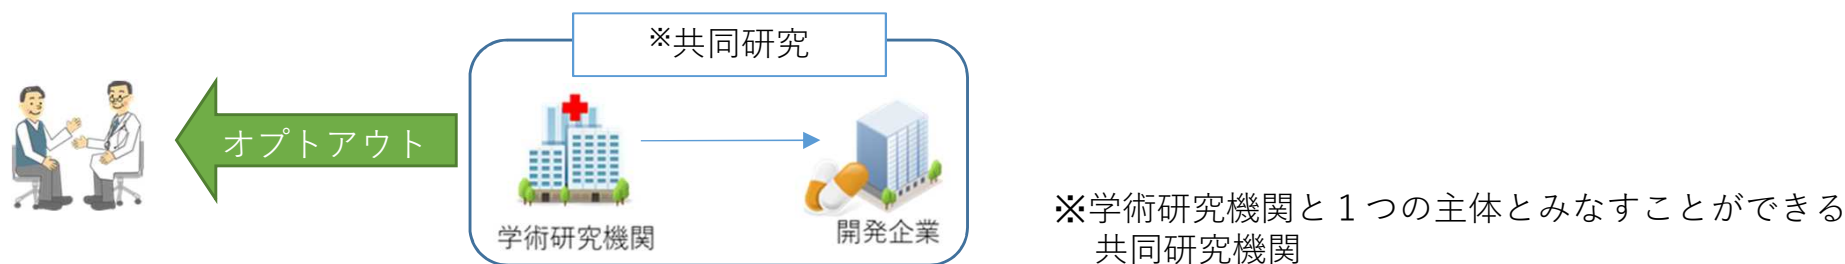 ※共同研究
オプトアウト
学術研究機関
開発企業
※学術研究機関と１つの主体とみなすことができる
共同研究機関